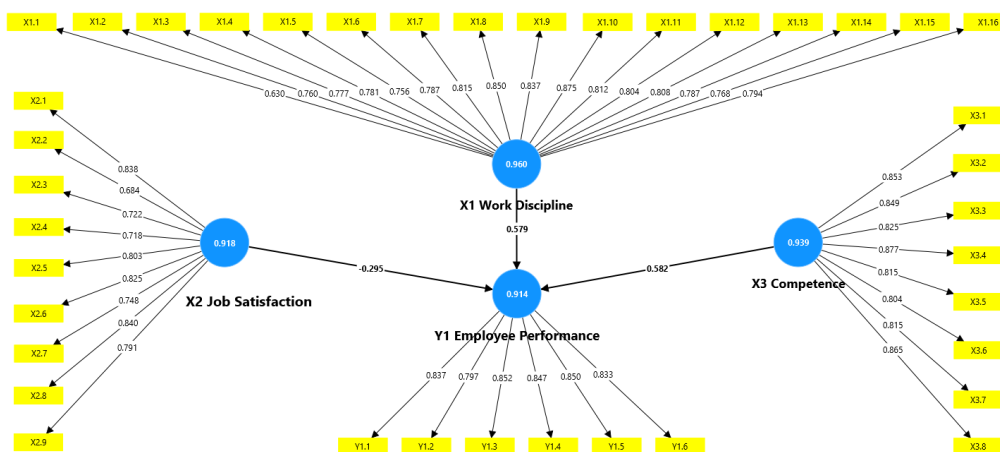 X1.1 X1.2 X1.3 X1.4 X1.5 X1.6 X1.7 X1.8 X1.9 X1.10 X1.11 X1.12 X1.13 X1.14 X1.15 X1.16
0.630 0.760 0.777 0.781 0.756 0.787 0.815 0.850 0.837 0.875 0.812 0.804 0.808 0.787 0.768 0.794
0.960
X1 Work Discipline
0.579
X2.1
X2.2
X2.3
X2.4
X2.5
X2.6
X2.7
X2.8
X2.9
0.838
0.684
0.722
0.718
0.803
0.825
0.748
0.840
0.791
0.918
X2 Job Satisfaction
-0.295
0.914
Y1 Employee Performance
0.582
0.939
X3 Competence
0.853
0.849
0.825
0.877
0.815
0.804
0.815
0.865
X3.1
X3.2
X3.3
X3.4
X3.5
X3.6
X3.7
X3.8
0.837 0.797 0.852 0.847 0.850 0.833
Y1.1 Y1.2 Y1.3 Y1.4 Y1.5 Y1.6